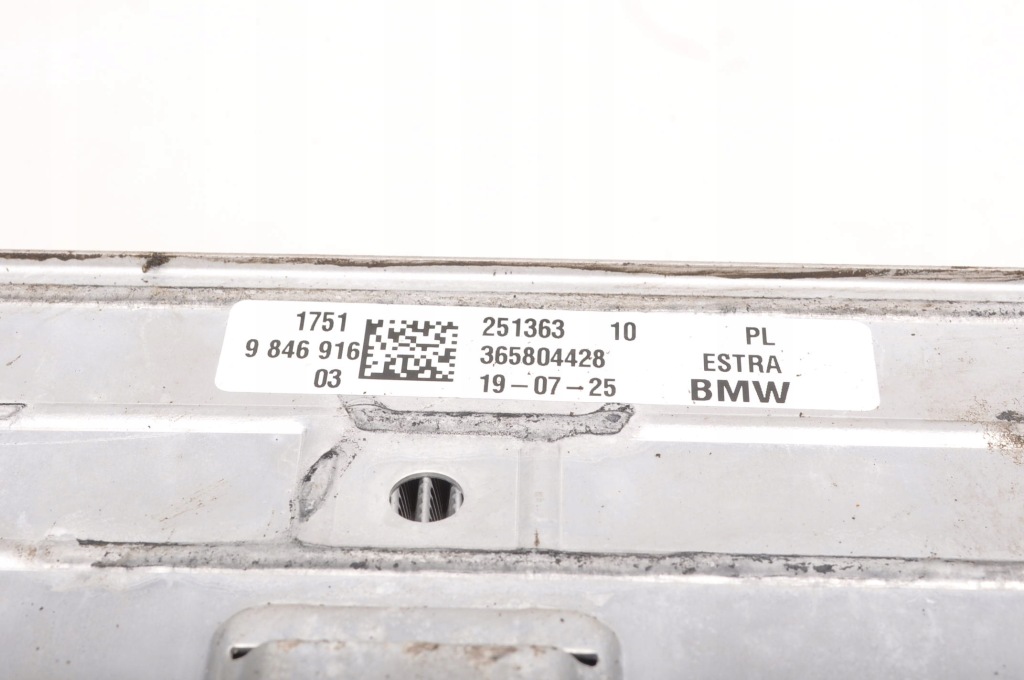 1751 251363 10 PL
9 846 916 365804428 ESTRA
03 19-07-25 BMW